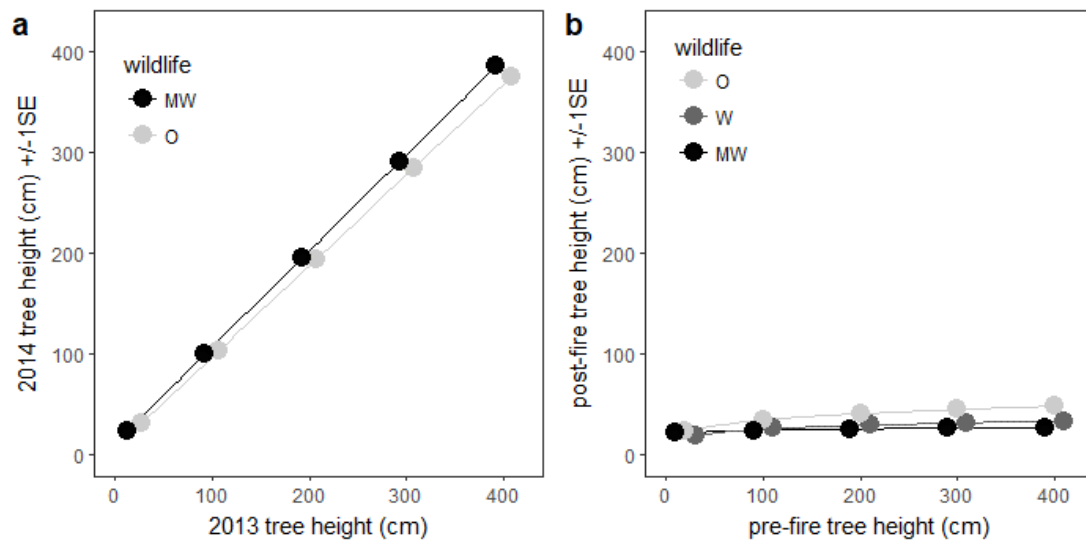 a
wildlife
MW
O
2014 tree height (cm) +/-1SE
400
300
200
100
0
0 100 200 300 400
2013 tree height (cm)
b
wildlife
O
W
MW
post-fire tree height (cm) +/-1SE
400
300
200
100
0
0 100 200 300 400
pre-fire tree height (cm)